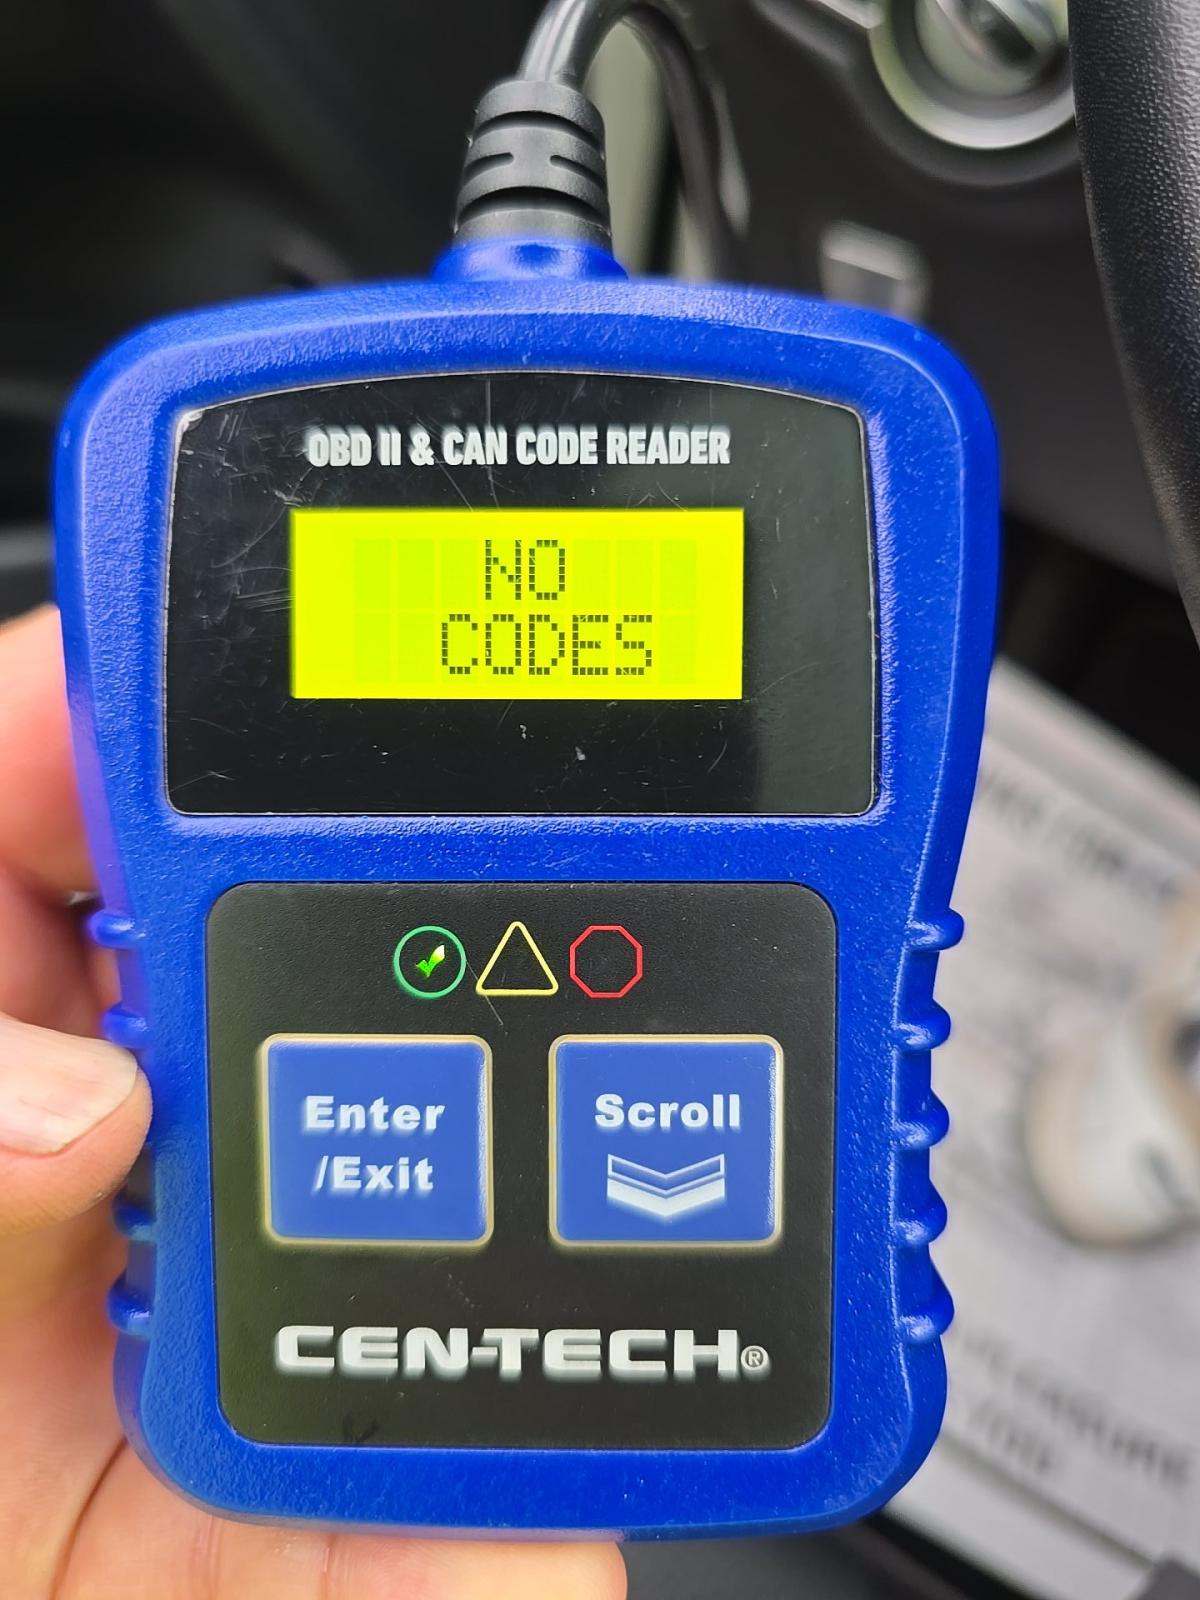 OBD II & CAN CODE READER
NO
CODES
Enter
/Exit
Scroll
CEN-TECH®